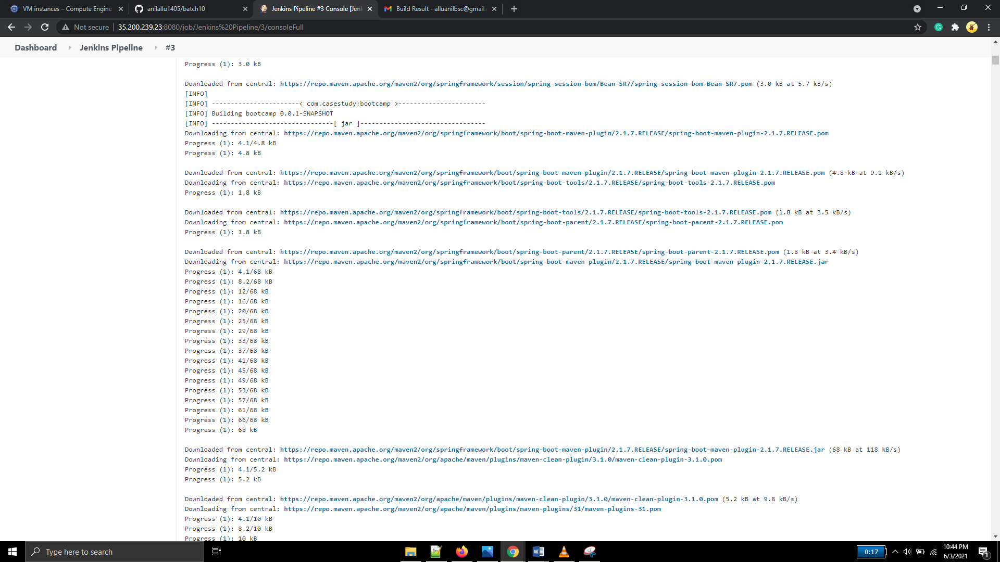 VM instances – Compute Engine
anilallu1405/batch10
Jenkins Pipeline #3 Console [Jen
Build Result - alluanilbsc@gmail.
Not secure
35.200.239.23:8080/job/Jenkins%20Pipeline/3/consoleFull
Dashboard
Jenkins Pipeline
#3
Progress (1): 3.0 kB
Downloaded from central: https://repo.maven.apache.org/maven2/org/springframework/session/spring-session-bom/Bean-SR7/spring-session-bom-Bean-SR7.pom (3.0 kB at 5.7 kB/s)
[INFO]
[INFO] -----------------------< com.casestudy:bootcamp >-----------------------
[INFO] Building bootcamp 0.0.1-SNAPSHOT
[INFO] --------------------------------[ jar ]---------------------------------
Downloading from central: https://repo.maven.apache.org/maven2/org/springframework/boot/spring-boot-maven-plugin/2.1.7.RELEASE/spring-boot-maven-plugin-2.1.7.RELEASE.pom
Progress (1): 4.1/4.8 kB
Progress (1): 4.8 kB
Downloaded from central: https://repo.maven.apache.org/maven2/org/springframework/boot/spring-boot-maven-plugin/2.1.7.RELEASE/spring-boot-maven-plugin-2.1.7.RELEASE.pom (4.8 kB at 9.1 kB/s)
Downloading from central: https://repo.maven.apache.org/maven2/org/springframework/boot/spring-boot-tools/2.1.7.RELEASE/spring-boot-tools-2.1.7.RELEASE.pom
Progress (1): 1.8 kB
Downloaded from central: https://repo.maven.apache.org/maven2/org/springframework/boot/spring-boot-tools/2.1.7.RELEASE/spring-boot-tools-2.1.7.RELEASE.pom (1.8 kB at 3.5 kB/s)
Downloading from central: https://repo.maven.apache.org/maven2/org/springframework/boot/spring-boot-parent/2.1.7.RELEASE/spring-boot-parent-2.1.7.RELEASE.pom
Progress (1): 1.8 kB
Downloaded from central: https://repo.maven.apache.org/maven2/org/springframework/boot/spring-boot-parent/2.1.7.RELEASE/spring-boot-parent-2.1.7.RELEASE.pom (1.8 kB at 3.4 kB/s)
Downloading from central: https://repo.maven.apache.org/maven2/org/springframework/boot/spring-boot-maven-plugin/2.1.7.RELEASE/spring-boot-maven-plugin-2.1.7.RELEASE.jar
Progress (1): 4.1/68 kB
Progress (1): 8.2/68 kB
Progress (1): 12/68 kB
Progress (1): 16/68 kB
Progress (1): 20/68 kB
Progress (1): 25/68 kB
Progress (1): 29/68 kB
Progress (1): 33/68 kB
Progress (1): 37/68 kB
Progress (1): 41/68 kB
Progress (1): 45/68 kB
Progress (1): 49/68 kB
Progress (1): 53/68 kB
Progress (1): 57/68 kB
Progress (1): 61/68 kB
Progress (1): 66/68 kB
Progress (1): 68 kB
Downloaded from central: https://repo.maven.apache.org/maven2/org/springframework/boot/spring-boot-maven-plugin/2.1.7.RELEASE/spring-boot-maven-plugin-2.1.7.RELEASE.jar (68 kB at 118 kB/s)
Downloading from central: https://repo.maven.apache.org/maven2/org/apache/maven/plugins/maven-clean-plugin/3.1.0/maven-clean-plugin-3.1.0.pom
Progress (1): 4.1/5.2 kB
Progress (1): 5.2 kB
Downloaded from central: https://repo.maven.apache.org/maven2/org/apache/maven/plugins/maven-clean-plugin/3.1.0/maven-clean-plugin-3.1.0.pom (5.2 kB at 9.8 kB/s)
Downloading from central: https://repo.maven.apache.org/maven2/org/apache/maven/plugins/maven-plugins/31/maven-plugins-31.pom
Progress (1): 4.1/10 kB
Progress (1): 8.2/10 kB
Progress (1): 10 kB
Type here to search
0:17
10:44 PM
6/3/2021
1